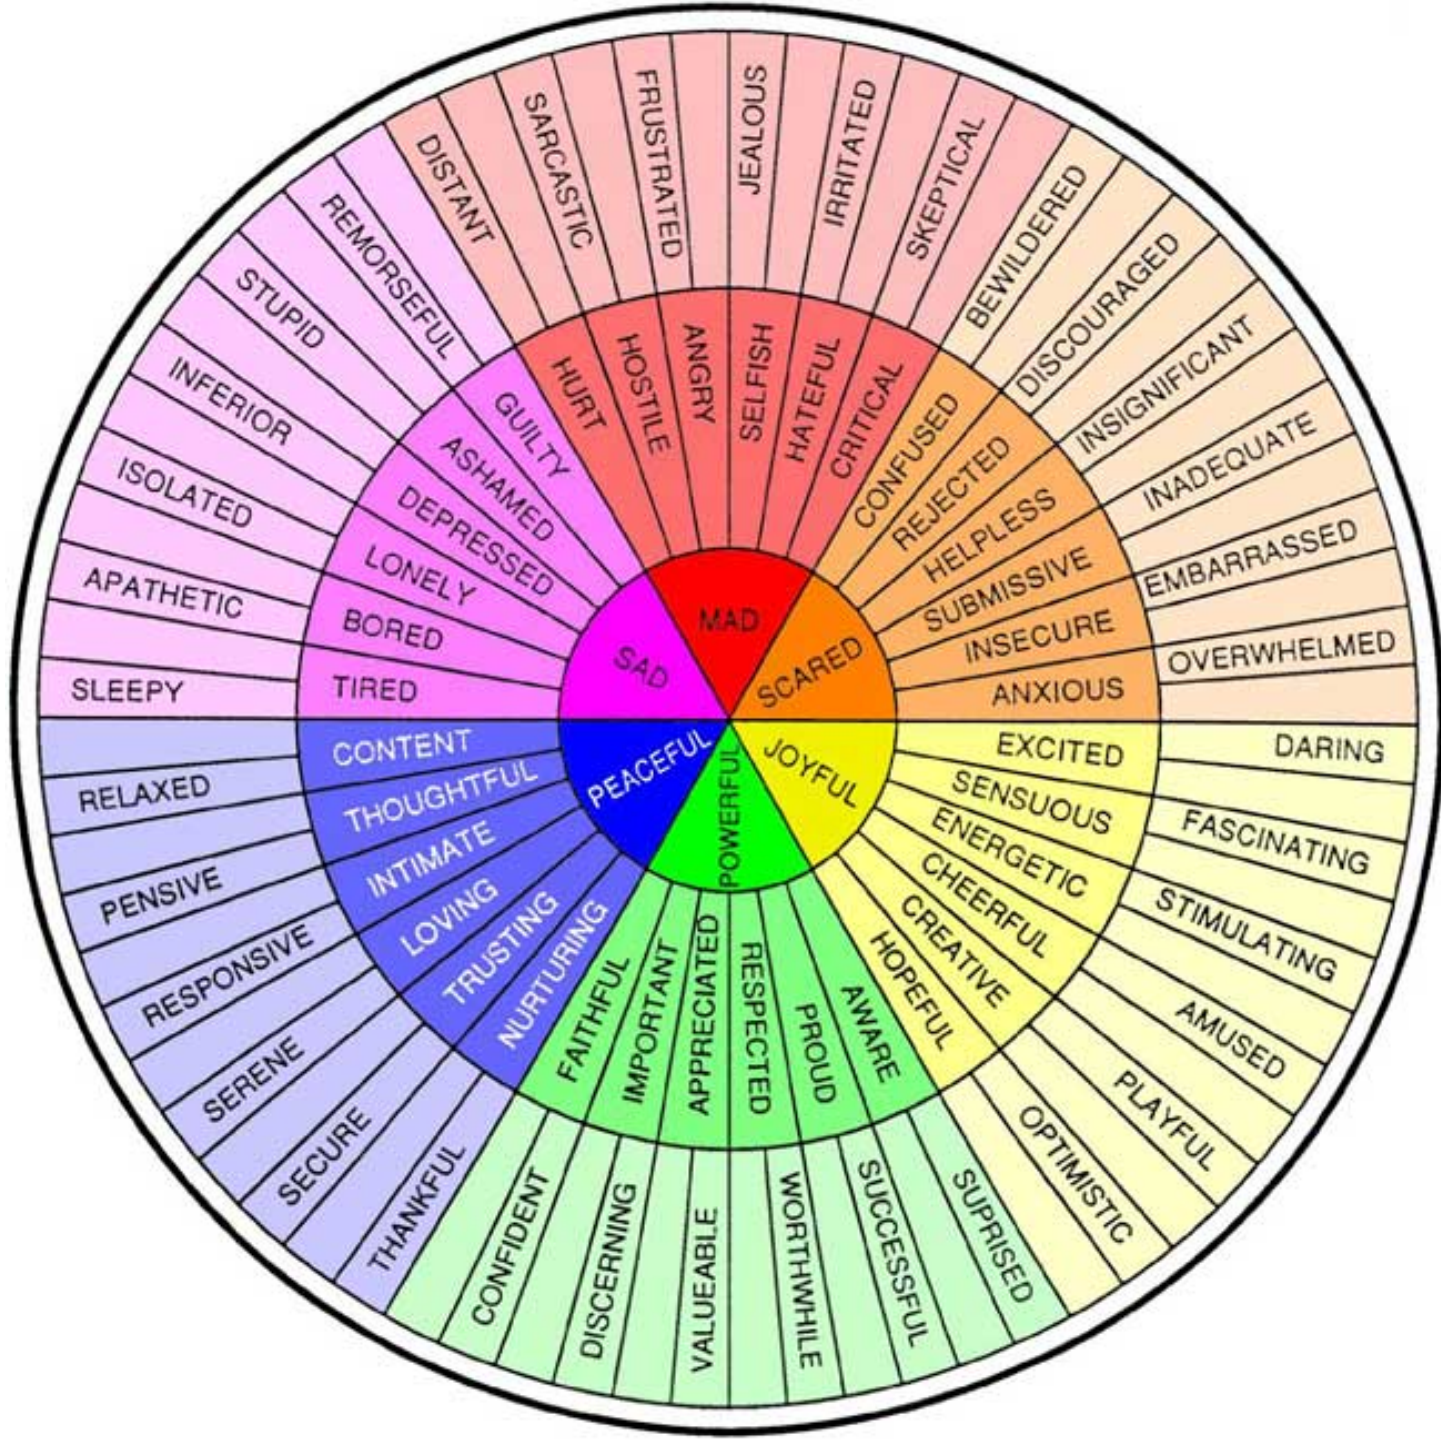 MAD
SCARED
JOYFUL
POWERFUL
PEACEFUL
SAD
HURT
HOSTILE
ANGRY
SELFISH
HATEFUL
CRITICAL
CONFUSED
REJECTED
HELPLESS
SUBMISSIVE
INSECURE
ANXIOUS
EXCITED
SENSUOUS
ENERGETIC
CHEERFUL
CREATIVE
HOPEFUL
AWARE
PROUD
RESPECTED
APPRECIATED
IMPORTANT
FAITHFUL
NURTURING
TRUSTING
LOVING
INTIMATE
THOUGHTFUL
CONTENT
TIRED
BORED
LONELY
DEPRESSED
ASHAMED
GUILTY
DISTANT
SARCASTIC
FRUSTRATED
JEALOUS
IRRITATED
SKEPTICAL
BEWILDERED
DISCOURAGED
INSIGNIFICANT
INADEQUATE
EMBARRASSED
OVERWHELMED
DARING
FASCINATING
STIMULATING
AMUSED
PLAYFUL
OPTIMISTIC
SUPRISED
SUCCESSFUL
WORTHWHILE
VALUEABLE
DISCERNING
CONFIDENT
THANKFUL
SECURE
SERENE
RESPONSIVE
PENSIVE
RELAXED
SLEEPY
APATHETIC
ISOLATED
INFERIOR
STUPID
REMORSEFUL